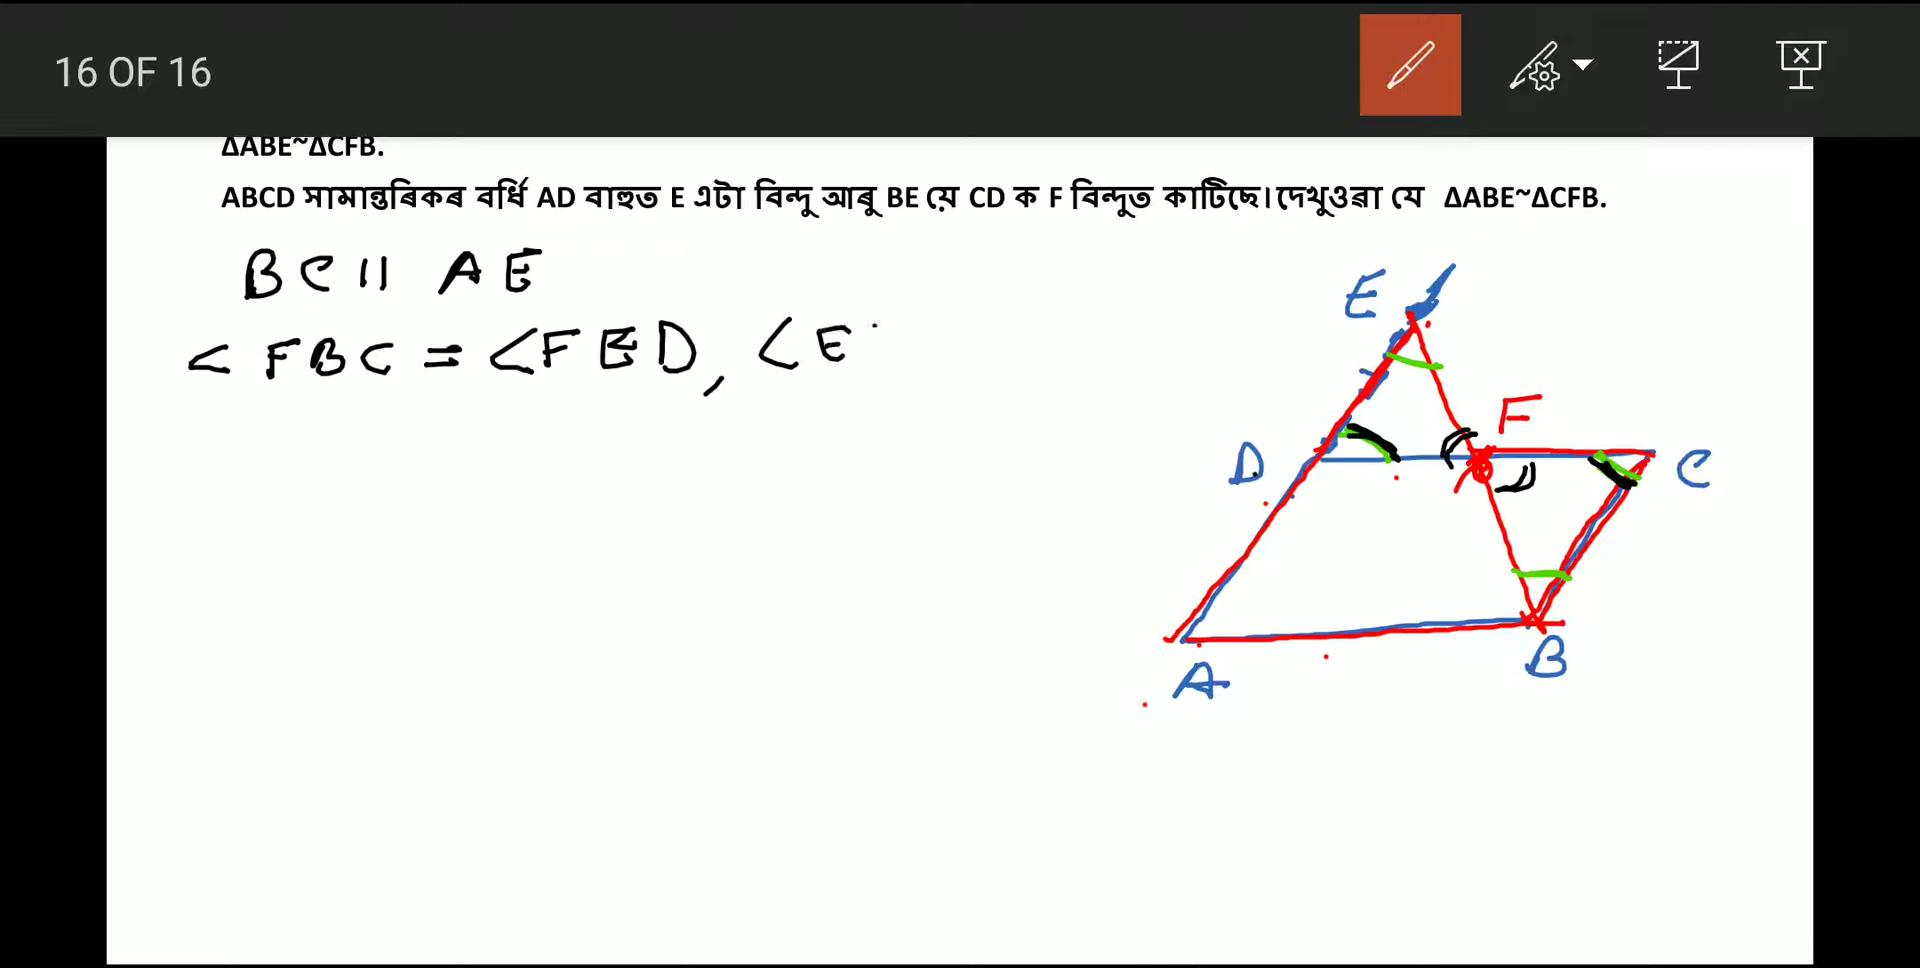 16 OF 16
ΔABE~ΔCFB.
ABCD সামান্তৰিকৰ বৰ্ধি AD বাহুত E এটা বিন্দু আৰু BE য়ে CD ক F বিন্দুত কাটিছে। দেখুওৱা যে ΔABE~ΔCFB.
BC || AE
< FBC = <FED, <E
E
F
D
C
A
B